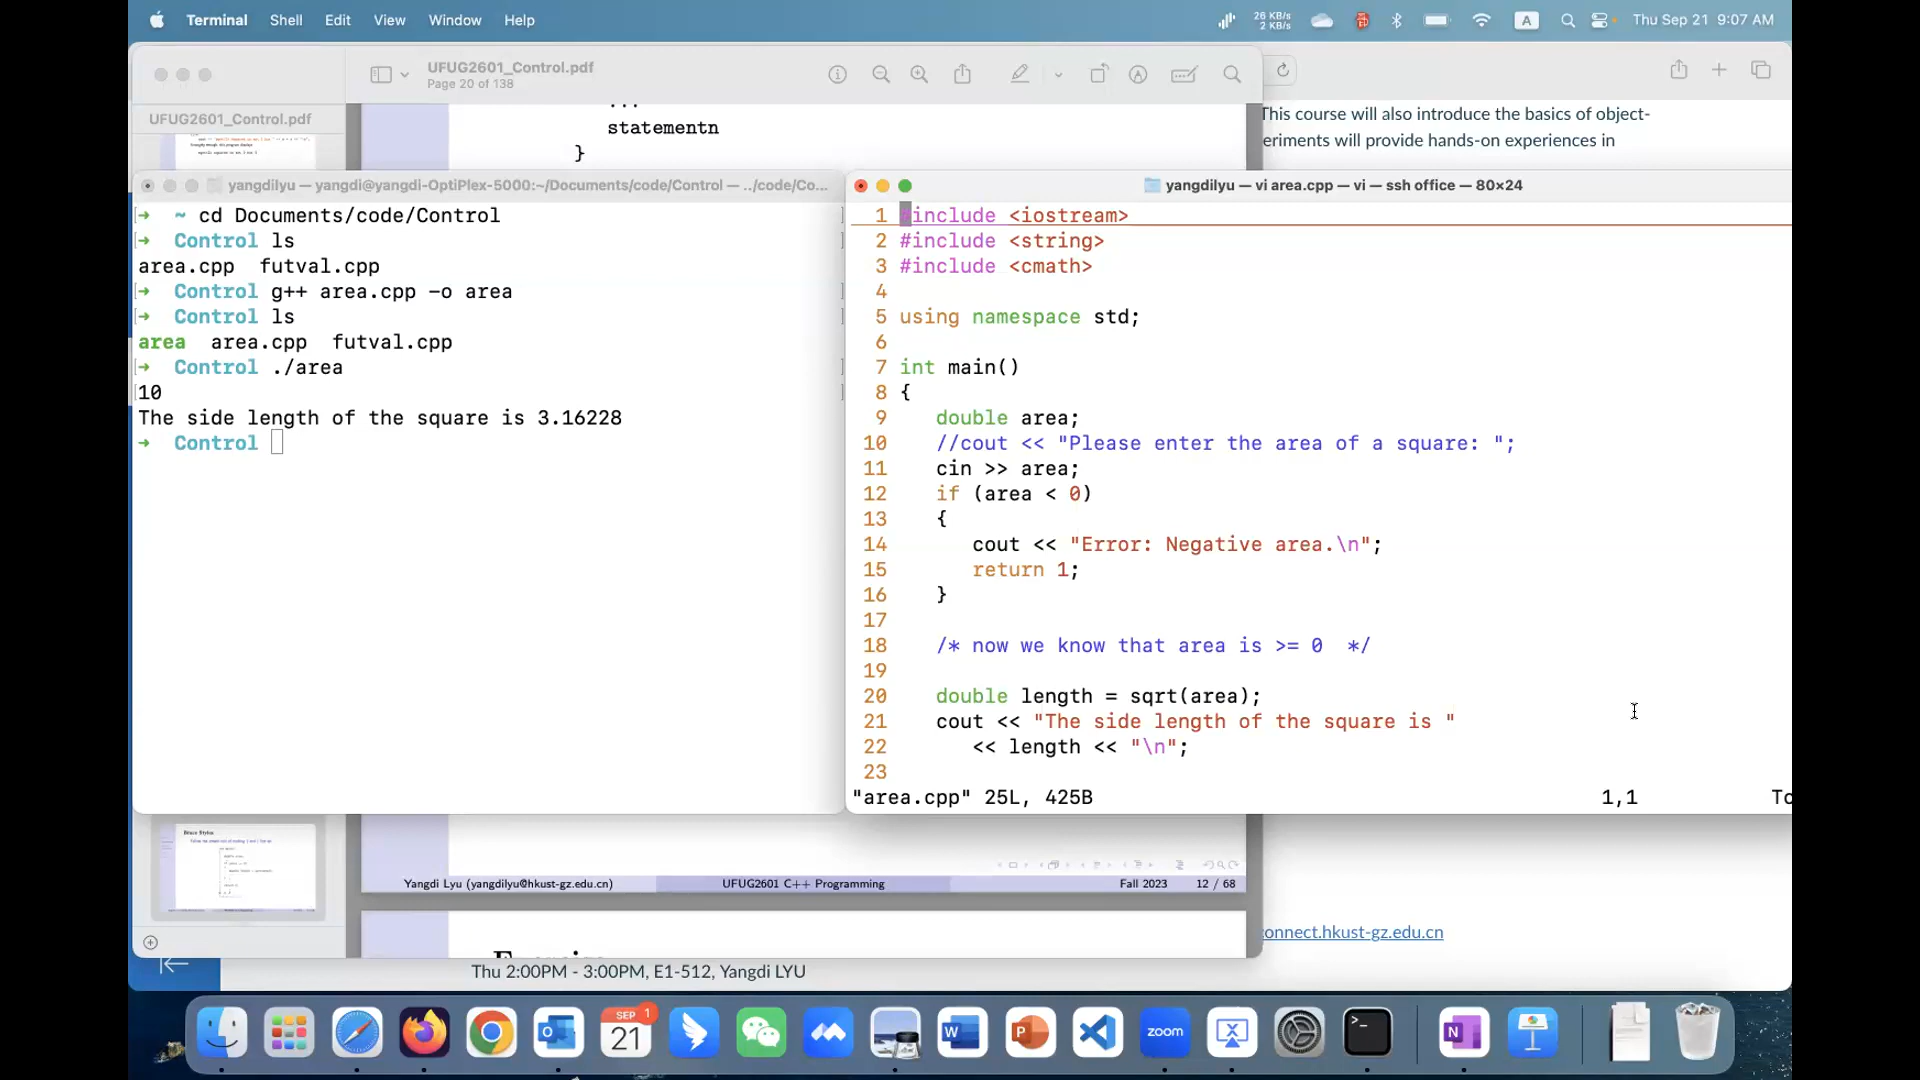 Terminal Shell Edit View Window Help
26 KB/s
2 KB/s
A
Thu Sep 21 9:07 AM
UFUG2601_Control.pdf
Page 20 of 138
UFUG2601_Control.pdf
...
statementn
}
This course will also introduce the basics of object-
eriments will provide hands-on experiences in
yangdilyu — yangdi@yangdi-OptiPlex-5000:~/Documents/code/Control — ../code/Co...
➜ ~ cd Documents/code/Control
➜ Control ls
area.cpp futval.cpp
➜ Control g++ area.cpp -o area
➜ Control ls
area area.cpp futval.cpp
➜ Control ./area
10
The side length of the square is 3.16228
➜ Control
yangdilyu — vi area.cpp — vi — ssh office — 80×24
1 #include <iostream>
2 #include <string>
3 #include <cmath>
4
5 using namespace std;
6
7 int main()
8 {
9 double area;
10 //cout << "Please enter the area of a square: ";
11 cin >> area;
12 if (area < 0)
13 {
14 cout << "Error: Negative area.\n";
15 return 1;
16 }
17
18 /* now we know that area is >= 0 */
19
20 double length = sqrt(area);
21 cout << "The side length of the square is "
22 << length << "\n";
23
"area.cpp" 25L, 425B 1,1 To
Brace Styles
Yangdi Lyu (yangdilyu@hkust-gz.edu.cn) UFUG2601 C++ Programming Fall 2023 12 / 68
onnect.hkust-gz.edu.cn
Thu 2:00PM - 3:00PM, E1-512, Yangdi LYU
SEP 1
21
W
P
zoom
X
>_
N